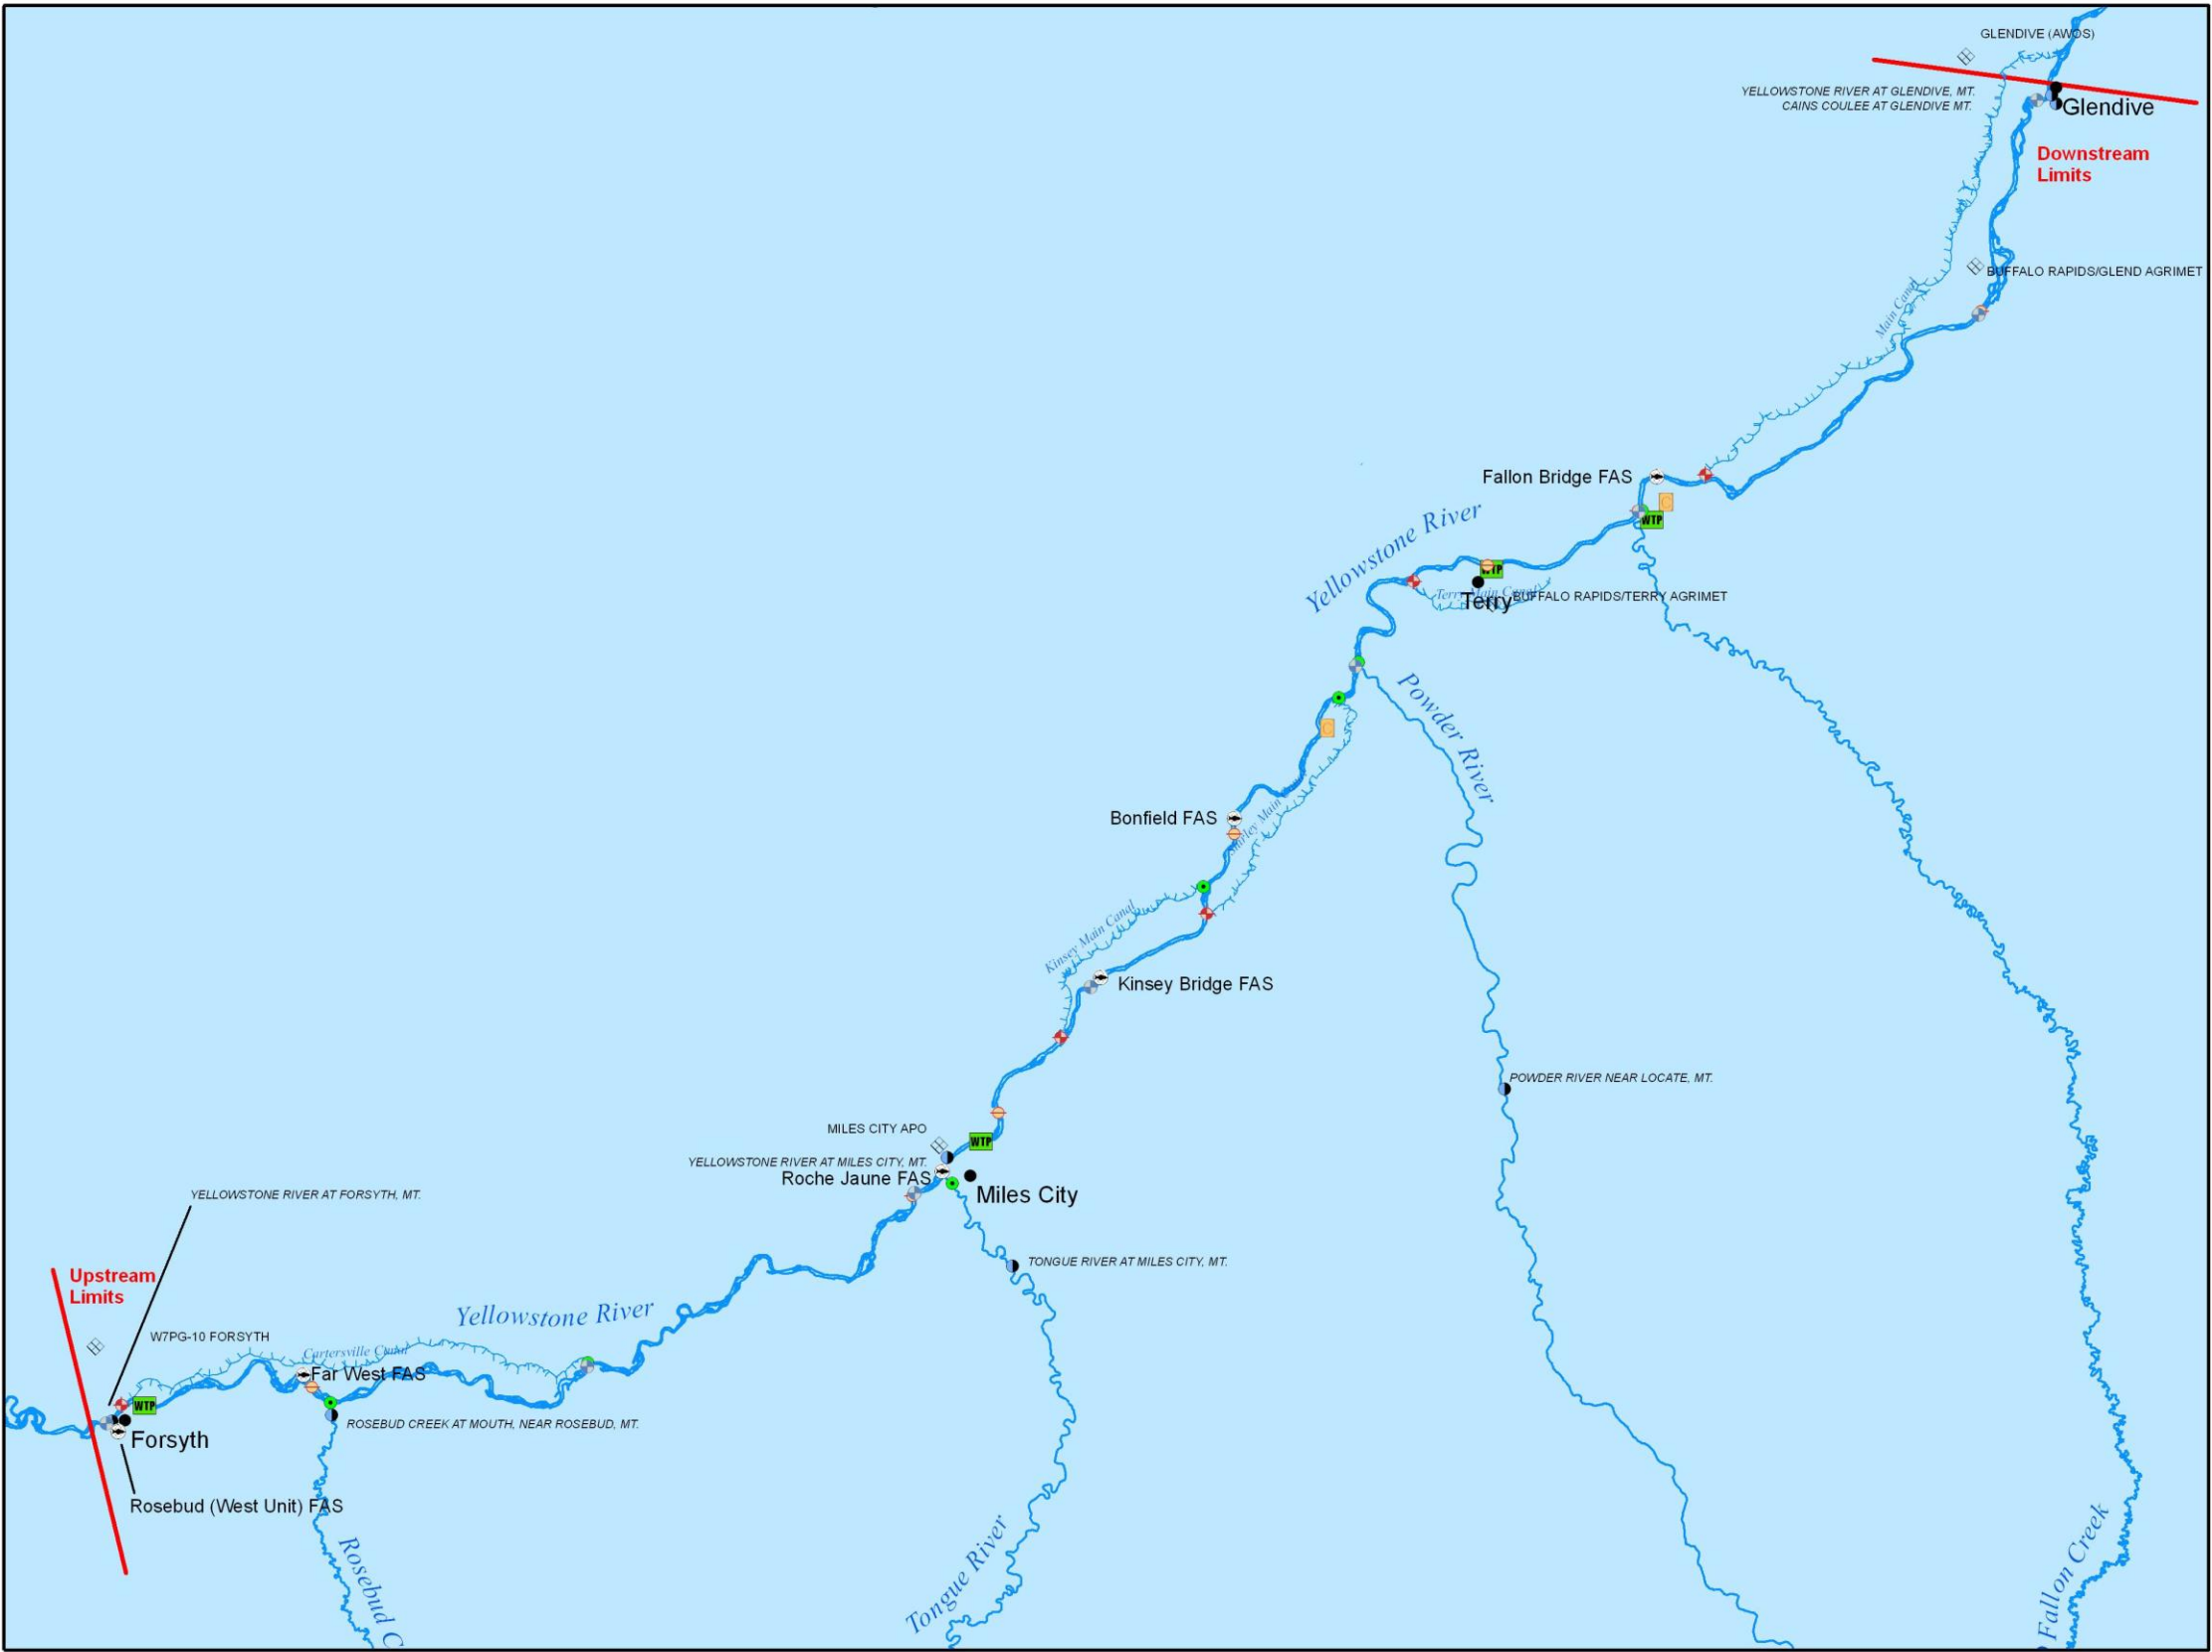 GLENDIVE (AWOS)
YELLOWSTONE RIVER AT GLENDIVE, MT.
CAINS COULEE AT GLENDIVE MT.
Glendive
Downstream
Limits
BUFFALO RAPIDS/GLEND AGRIMET
Main Canal
Fallon Bridge FAS
C
WTP
Yellowstone River
WTP
Terry Main Canal
Terry
BUFFALO RAPIDS/TERRY AGRIMET
Powder River
C
Bonfield FAS
Main
Kinsey Main Canal
Kinsey Bridge FAS
POWDER RIVER NEAR LOCATE, MT.
MILES CITY APO
WTP
YELLOWSTONE RIVER AT MILES CITY, MT.
Roche Jaune FAS
Miles City
YELLOWSTONE RIVER AT FORSYTH, MT.
TONGUE RIVER AT MILES CITY, MT.
Upstream
Limits
Yellowstone River
W7PG-10 FORSYTH
Cartersville Canal
Far West FAS
WTP
ROSEBUD CREEK AT MOUTH, NEAR ROSEBUD, MT.
Forsyth
Rosebud (West Unit) FAS
Rosebud C
Tongue River
Fallon Creek